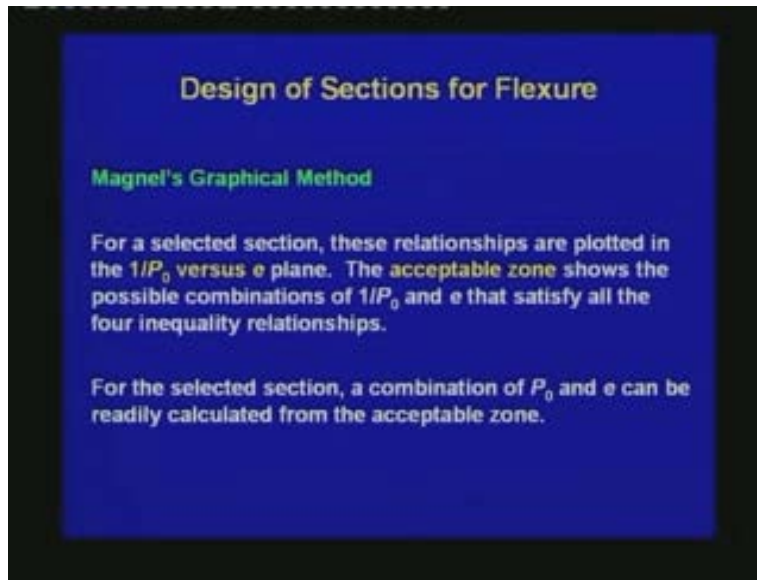 Design of Sections for Flexure
Magnel's Graphical Method
For a selected section, these relationships are plotted in
the 1/P₀ versus e plane. The acceptable zone shows the
possible combinations of 1/P₀ and e that satisfy all the
four inequality relationships.
For the selected section, a combination of P₀ and e can be
readily calculated from the acceptable zone.